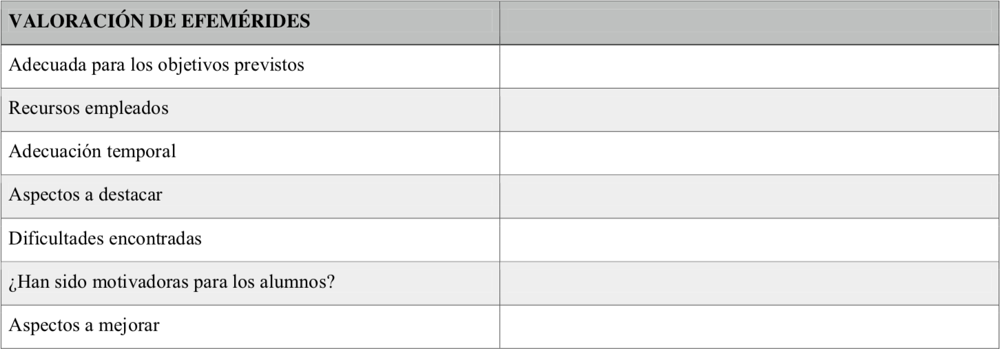 VALORACIÓN DE EFEMÉRIDES
Adecuada para los objetivos previstos
Recursos empleados
Adecuación temporal
Aspectos a destacar
Dificultades encontradas
¿Han sido motivadoras para los alumnos?
Aspectos a mejorar